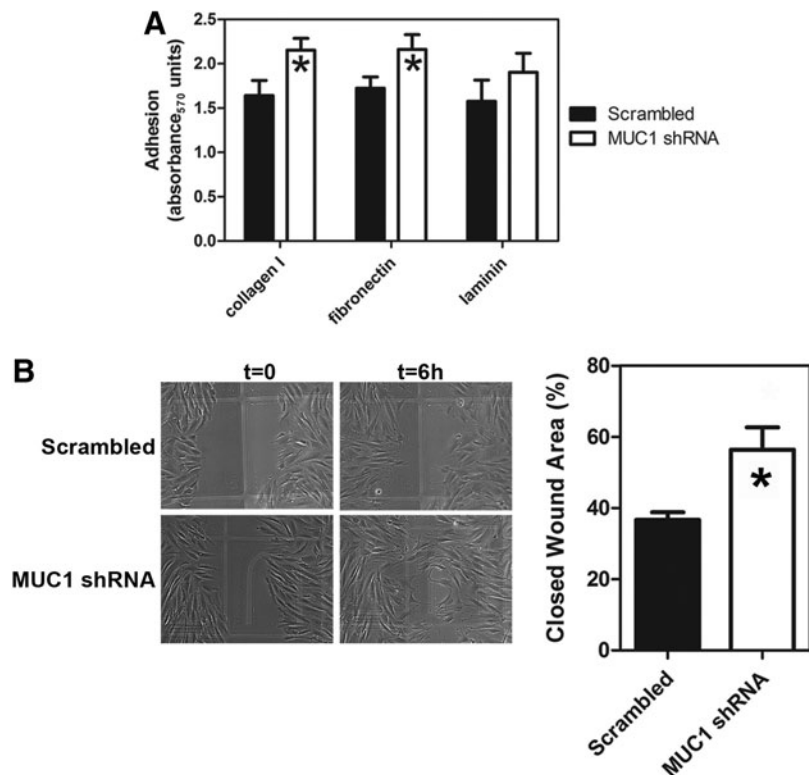 A
Adhesion
(absorbance570 units)
2.5
2.0
1.5
1.0
0.5
0.0
*
*
collagen I
fibronectin
laminin
Scrambled
MUC1 shRNA
B
t=0
t=6h
Scrambled
MUC1 shRNA
Closed Wound Area (%)
80
60
40
20
0
*
Scrambled
MUC1 shRNA